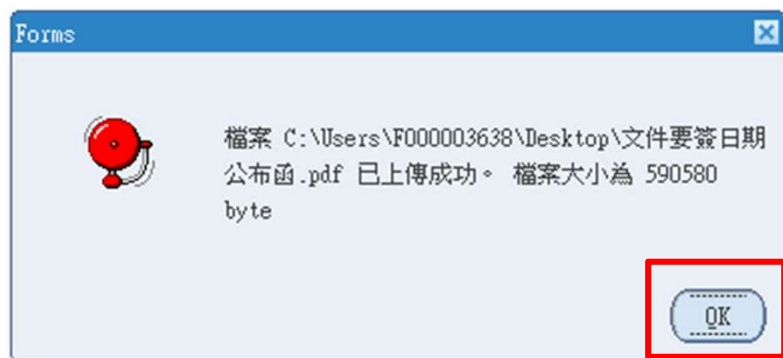 Forms
檔案 C:\Users\F000003638\Desktop\文件要簽日期
公布函.pdf 已上傳成功。 檔案大小為 590580
byte
OK